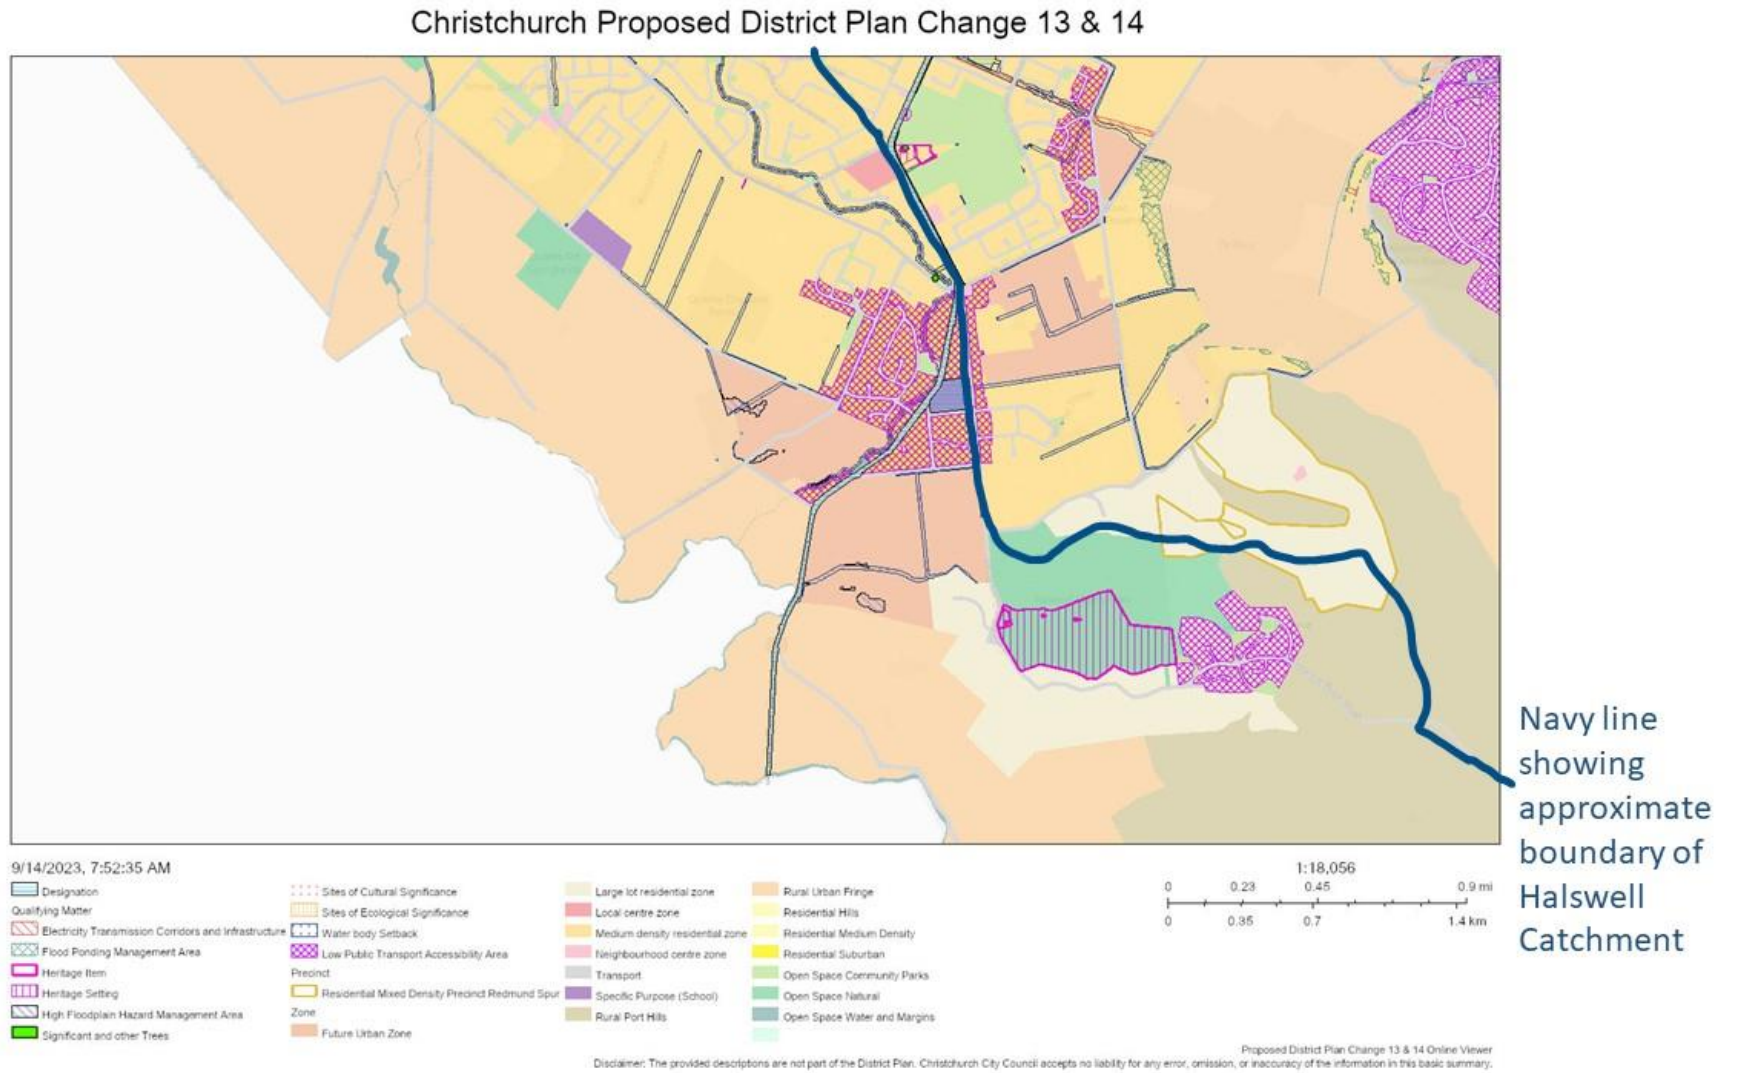 Christchurch Proposed District Plan Change 13 & 14
Navy line
showing
approximate
boundary of
Halswell
Catchment
9/14/2023, 7:52:35 AM
Designation
Qualifying Matter
Electricity Transmission Corridors and Infrastructure
Flood Ponding Management Area
Heritage Item
Heritage Setting
High Floodplain Hazard Management Area
Significant and other Trees
Sites of Cultural Significance
Sites of Ecological Significance
Water body Setback
Low Public Transport Accessibility Area
Precinct
Residential Mixed Density Precinct Redmund Spur
Zone
Future Urban Zone
Large lot residential zone
Local centre zone
Medium density residential zone
Neighbourhood centre zone
Transport
Specific Purpose (School)
Rural Port Hills
Rural Urban Fringe
Residential Hills
Residential Medium Density
Residential Suburban
Open Space Community Parks
Open Space Natural
Open Space Water and Margins
1:18,056
0 0.23 0.45 0.9 mi
0 0.35 0.7 1.4 km
Proposed District Plan Change 13 & 14 Online Viewer
Disclaimer: The provided descriptions are not part of the District Plan. Christchurch City Council accepts no liability for any error, omission, or inaccuracy of the information in this basic summary.